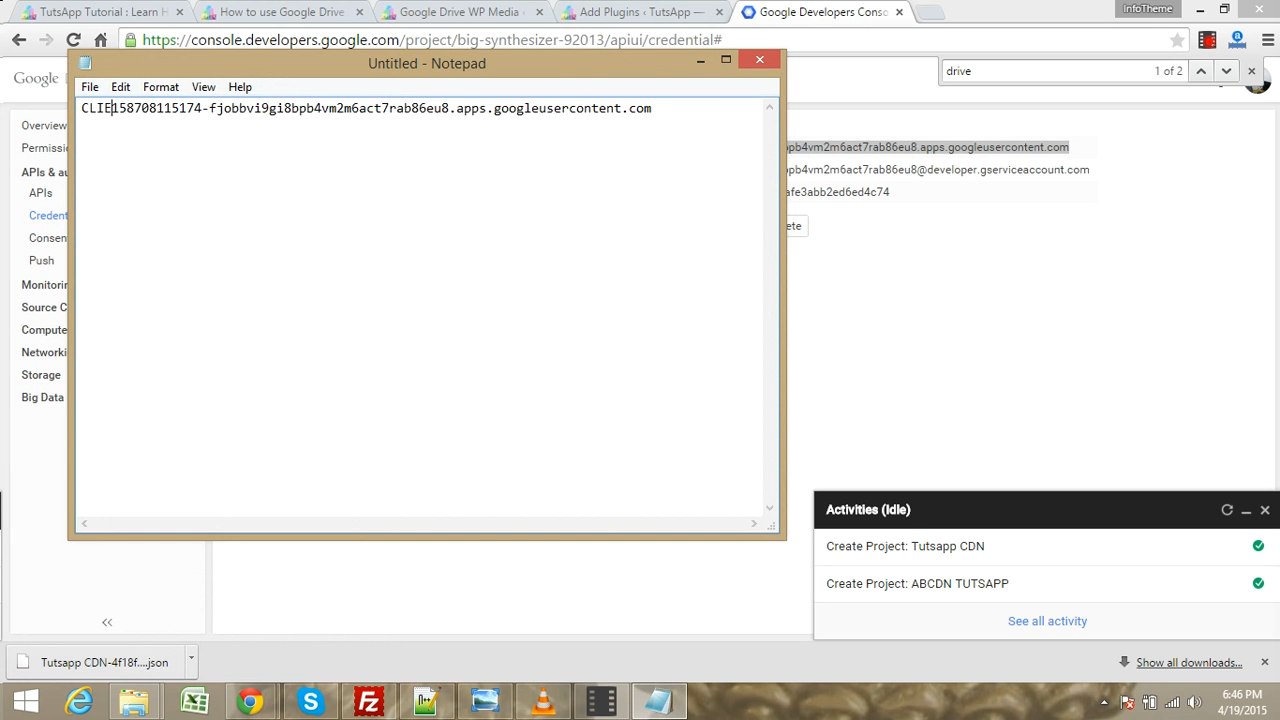 TutsApp Tutorial : Learn H
How to use Google Drive
Google Drive WP Media
Add Plugins ‹ TutsApp —
Google Developers Conso
InfoTheme
https://console.developers.google.com/project/big-synthesizer-92013/apiui/credential#
Google
drive
1 of 2
Untitled - Notepad
File
Edit
Format
View
Help
CLIE158708115174-fjobbvi9gi8bpb4vm2m6act7rab86eu8.apps.googleusercontent.com
Overview
Permissi
APIs & au
APIs
Credent
Consen
Push
Monitorin
Source C
Compute
Networki
Storage
Big Data
pb4vm2m6act7rab86eu8.apps.googleusercontent.com
pb4vm2m6act7rab86eu8@developer.gserviceaccount.com
afe3abb2ed6ed4c74
ete
Activities (Idle)
Create Project: Tutsapp CDN
Create Project: ABCDN TUTSAPP
See all activity
Tutsapp CDN-4f18f....json
Show all downloads...
6:46 PM
4/19/2015